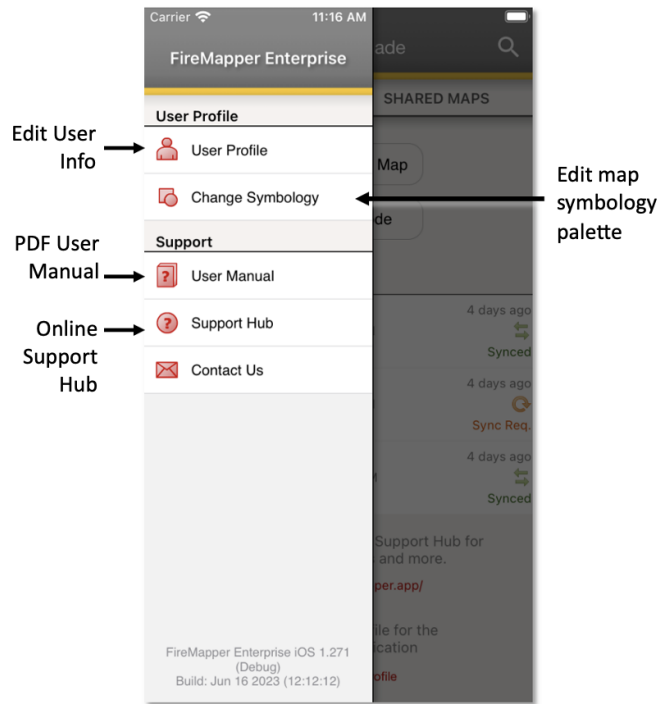 Carrier 11:16 AM
FireMapper Enterprise
ade
SHARED MAPS
User Profile
Edit User
Info
User Profile
Map
Change Symbology
Edit map
symbology
palette
de
Support
PDF User
Manual
User Manual
4 days ago
Online
Support
Hub
Support Hub
Synced
Contact Us
4 days ago
Sync Req.
4 days ago
Synced
Support Hub for
and more.
per.app/
ile for the
ication
ofile
FireMapper Enterprise iOS 1.271
(Debug)
Build: Jun 16 2023 (12:12:12)